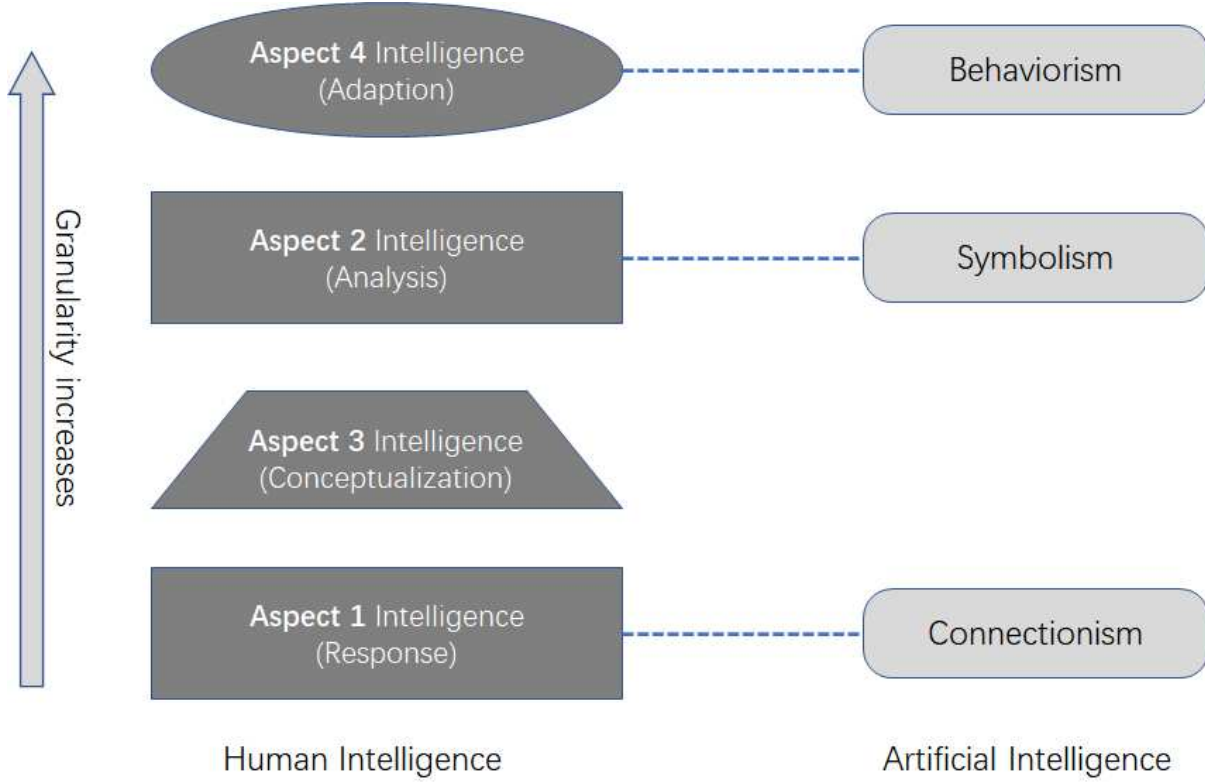 Aspect 4 Intelligence
(Adaption)
Behaviorism
Aspect 2 Intelligence
(Analysis)
Symbolism
Granularity increases
Aspect 3 Intelligence
(Conceptualization)
Aspect 1 Intelligence
(Response)
Connectionism
Human Intelligence
Artificial Intelligence